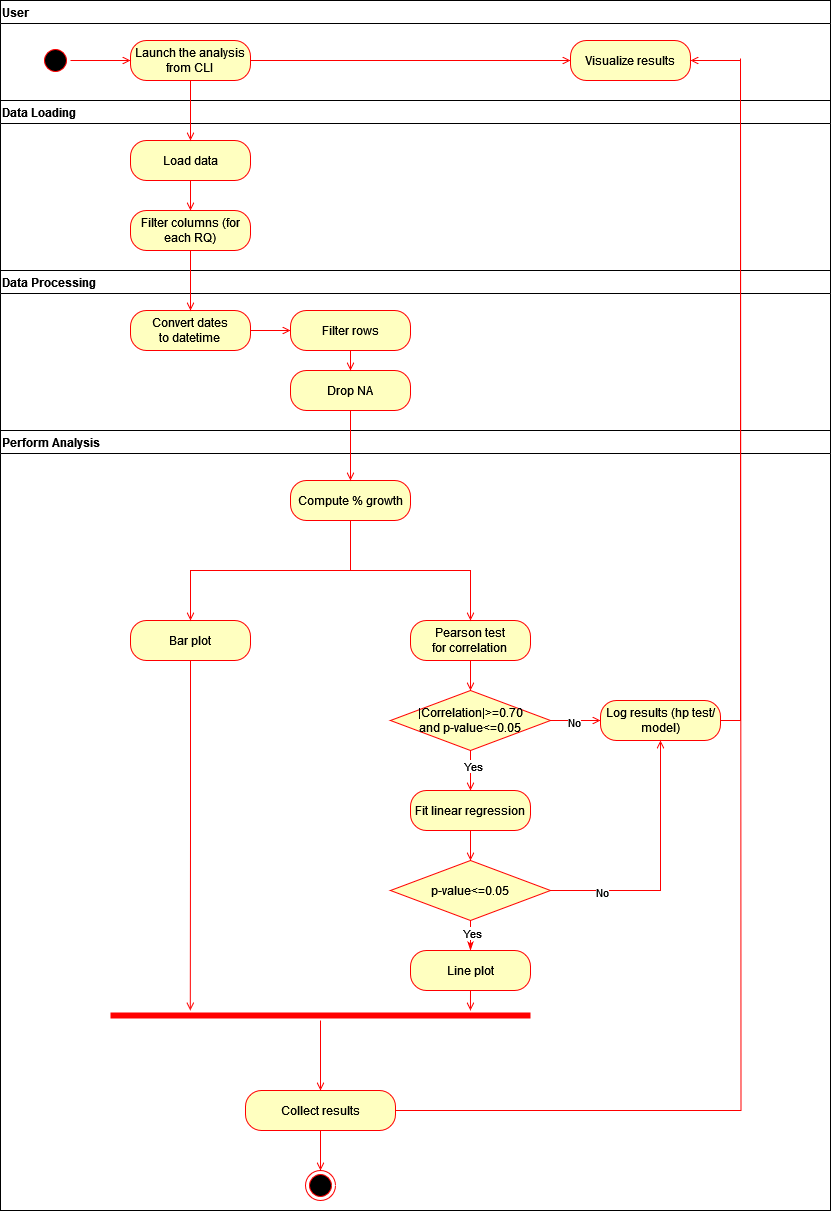 User
Launch the analysis
from CLI
Visualize results
Data Loading
Load data
Filter columns (for
each RQ)
Data Processing
Convert dates
to datetime
Filter rows
Drop NA
Perform Analysis
Compute % growth
Bar plot
Pearson test
for correlation
|Correlation|>=0.70
and p-value<=0.05
No
Log results (hp test/
model)
Yes
Fit linear regression
p-value<=0.05
No
Yes
Line plot
Collect results